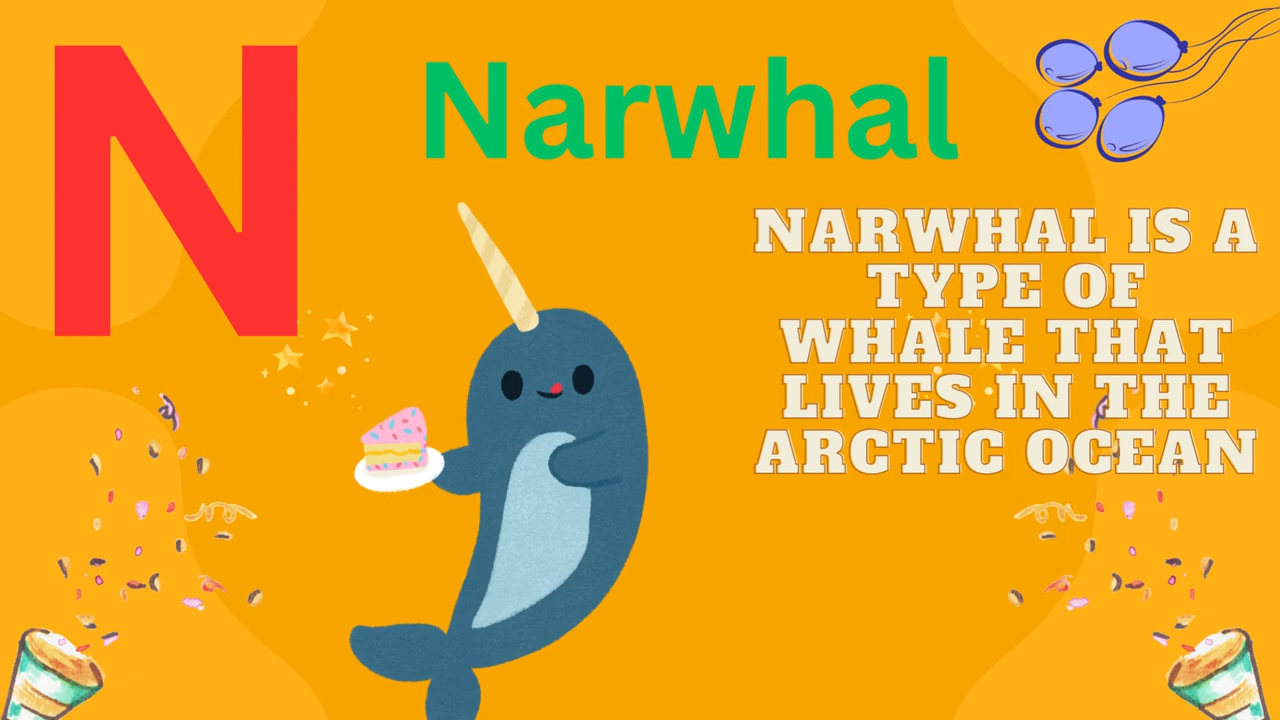 N
Narwhal
NARWHAL IS A
TYPE OF
WHALE THAT
LIVES IN THE
ARCTIC OCEAN